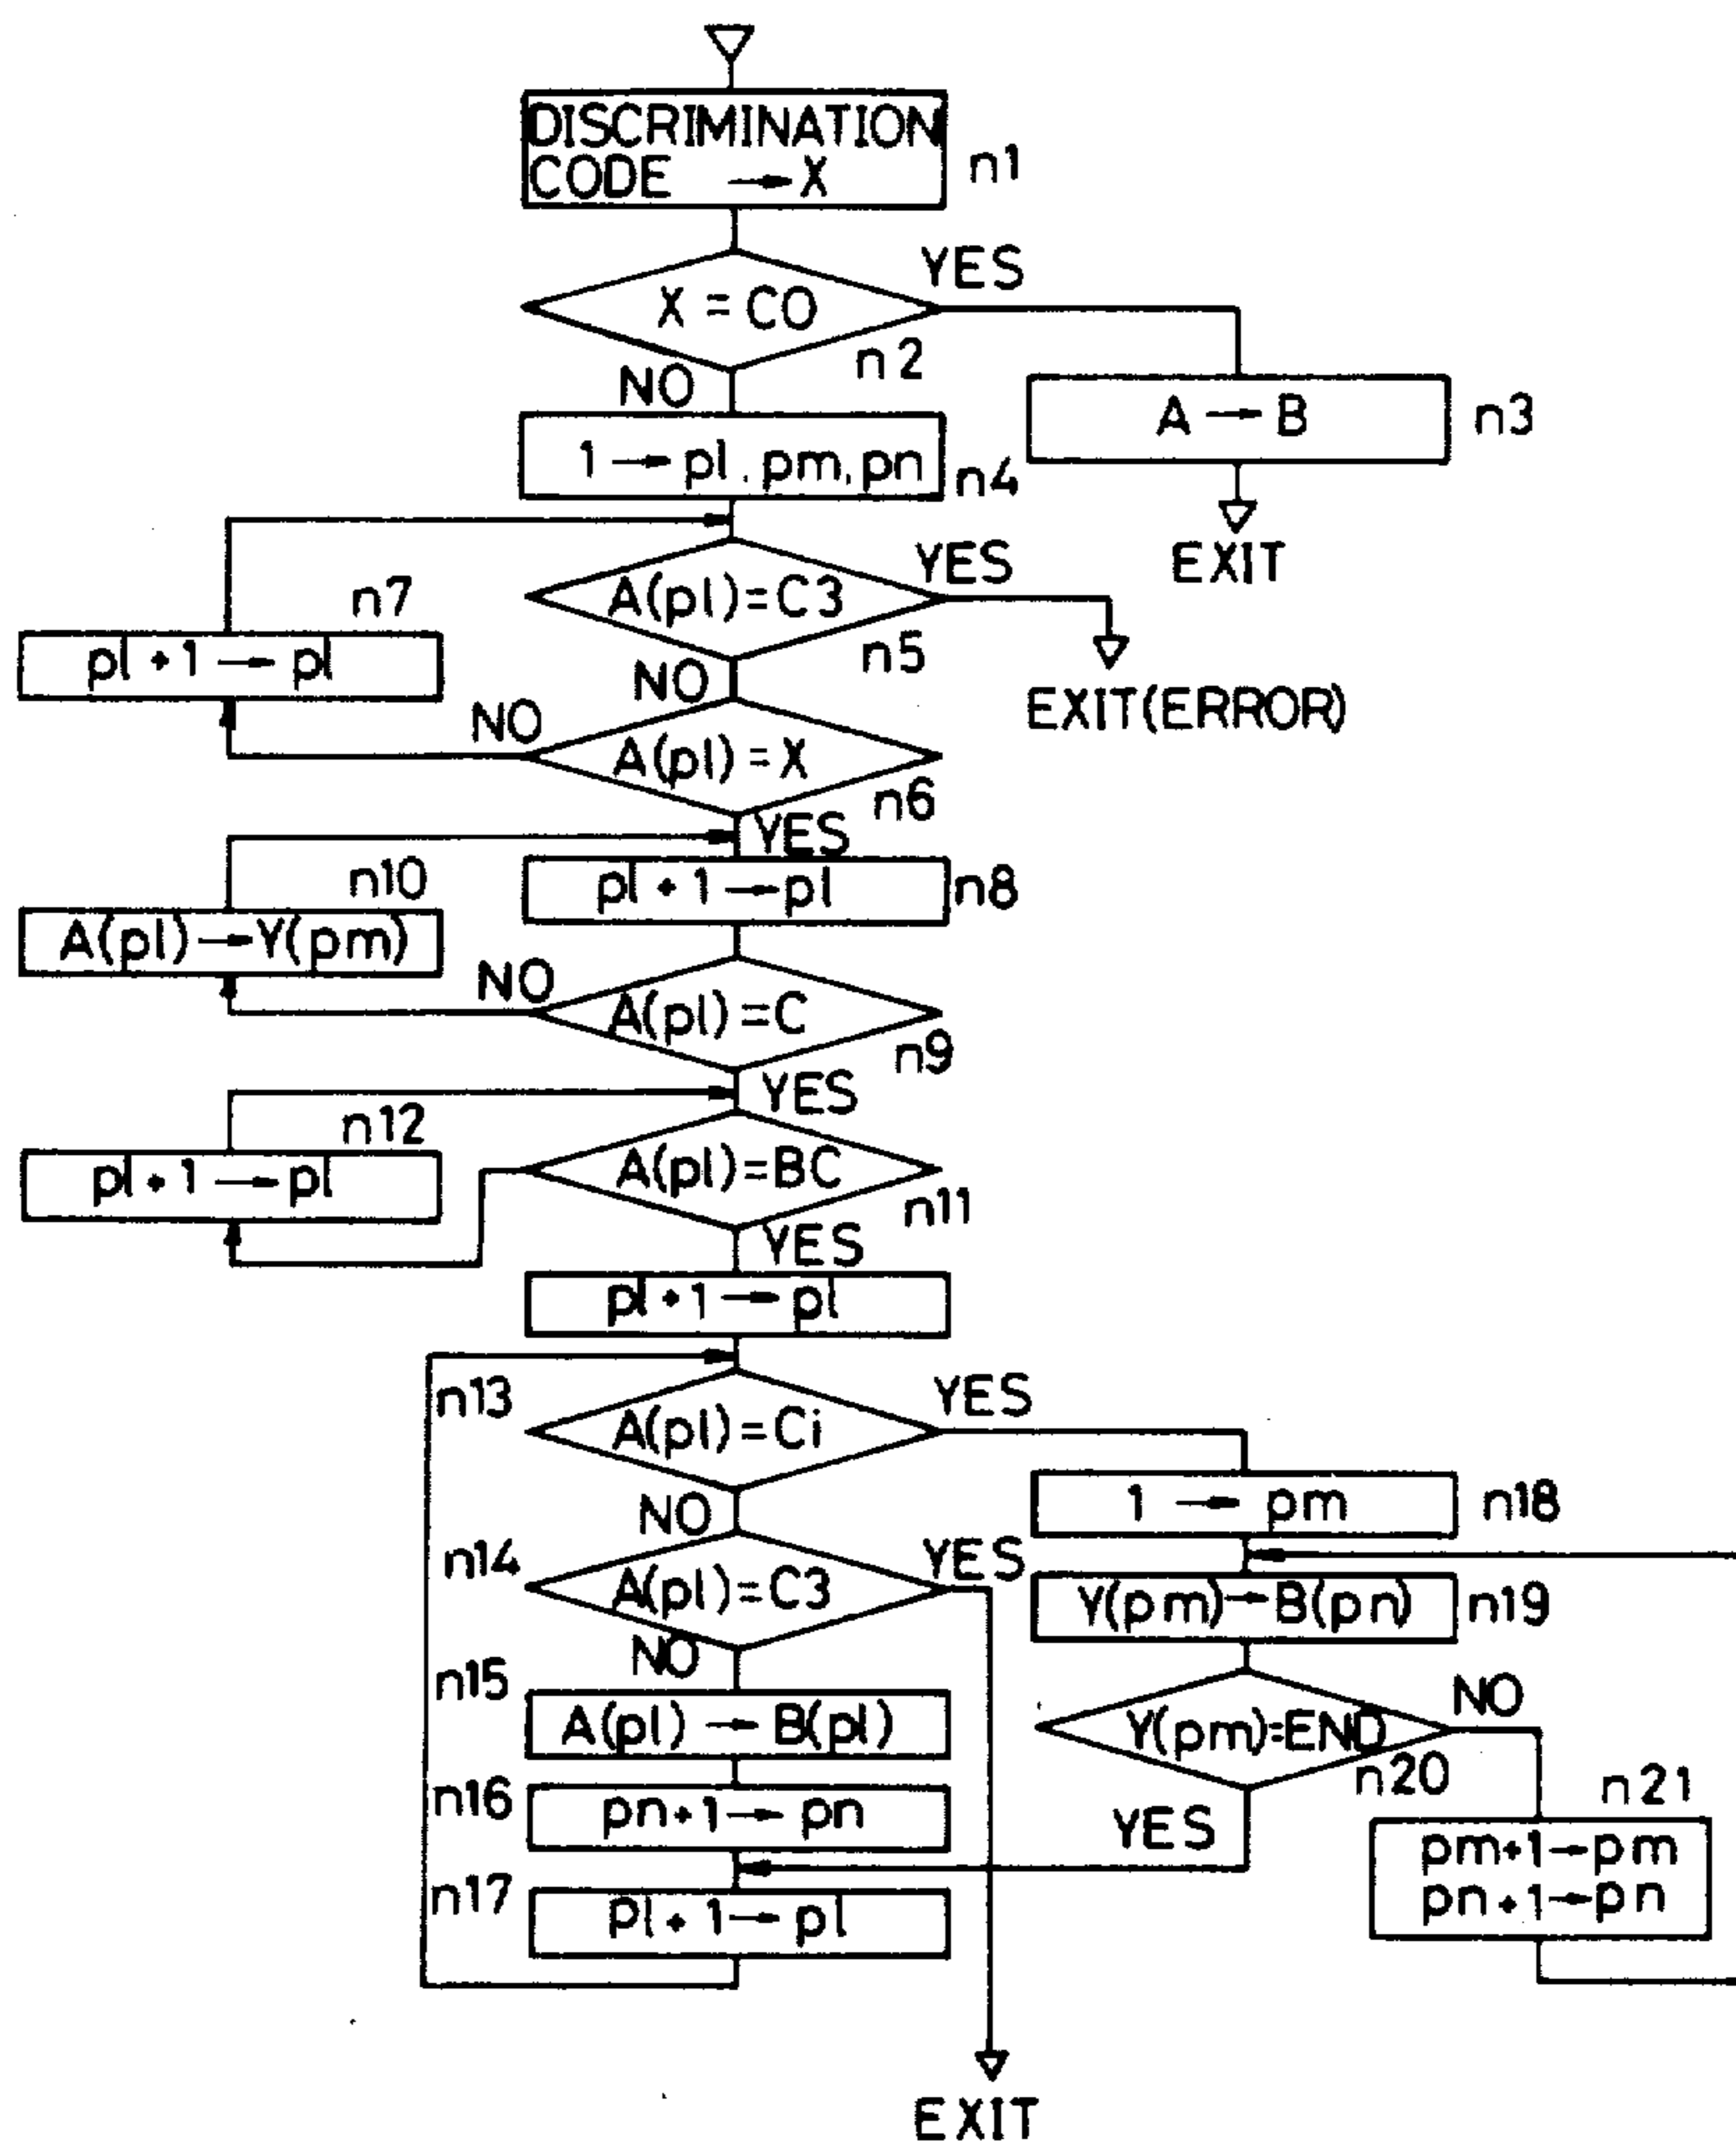 DISCRIMINATION
CODE → X
n1
X = CO
YES
n2
NO
A → B
n3
1 → pl, pm, pn
n4
EXIT
A(pl)=C3
YES
n5
n7
pl + 1 → pl
NO
EXIT(ERROR)
NO
A(pl) = X
n6
YES
n10
pl + 1 → pl
n8
A(pl) → Y(pm)
NO
A(pl) = C
n9
YES
n12
pl + 1 → pl
A(pl)=BC
n11
YES
pl + 1 → pl
n13
A(pl)=Ci
YES
NO
1 → pm
n18
n14
A(pl)=C3
YES
Y(pm) → B(pn)
n19
NO
n15
A(pl) → B(pl)
Y(pm)=END
NO
n20
n16
pn+1 → pn
YES
n21
pm+1 → pm
pn+1 → pn
n17
pl + 1 → pl
EXIT